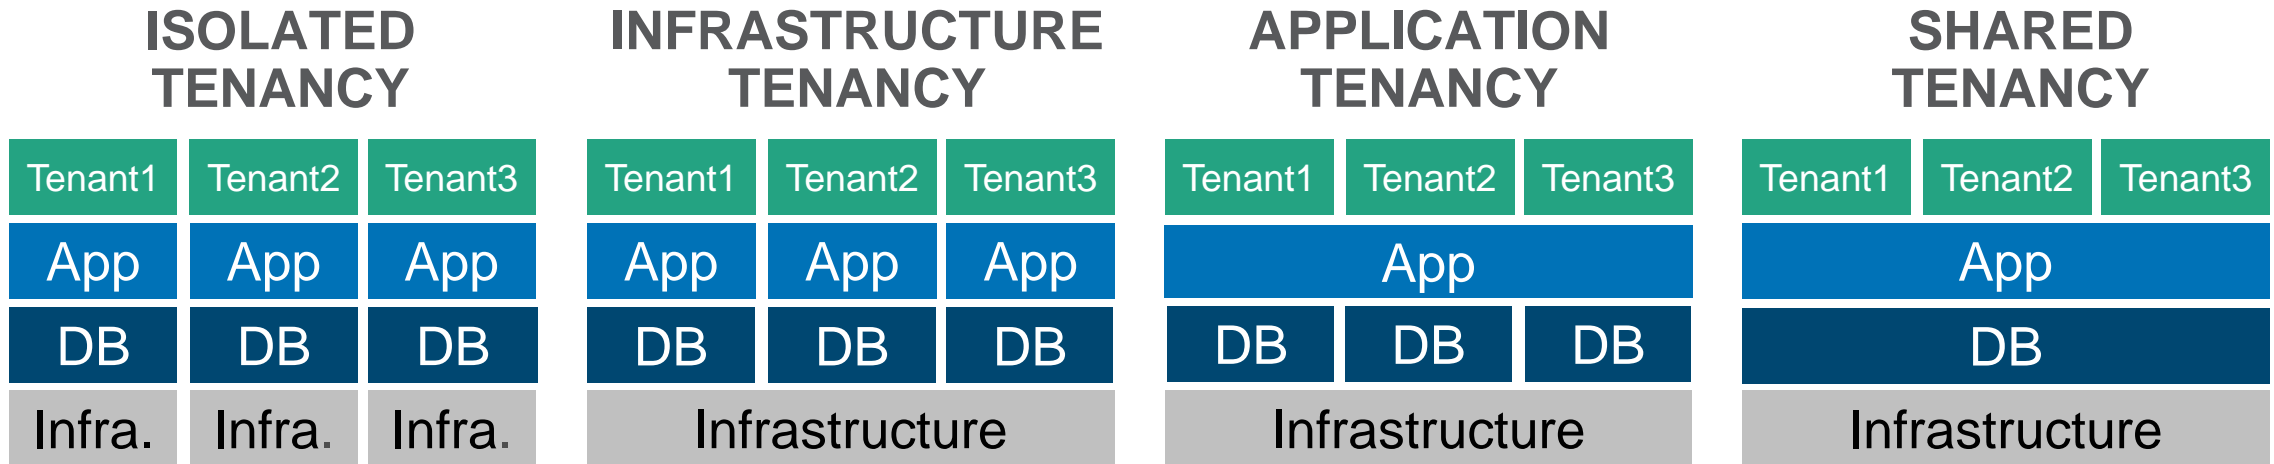 ISOLATED
TENANCY
Tenant1 Tenant2 Tenant3
App App App
DB DB DB
Infra. Infra. Infra.
INFRASTRUCTURE
TENANCY
Tenant1 Tenant2 Tenant3
App App App
DB DB DB
Infrastructure
APPLICATION
TENANCY
Tenant1 Tenant2 Tenant3
App
DB DB DB
Infrastructure
SHARED
TENANCY
Tenant1 Tenant2 Tenant3
App
DB
Infrastructure